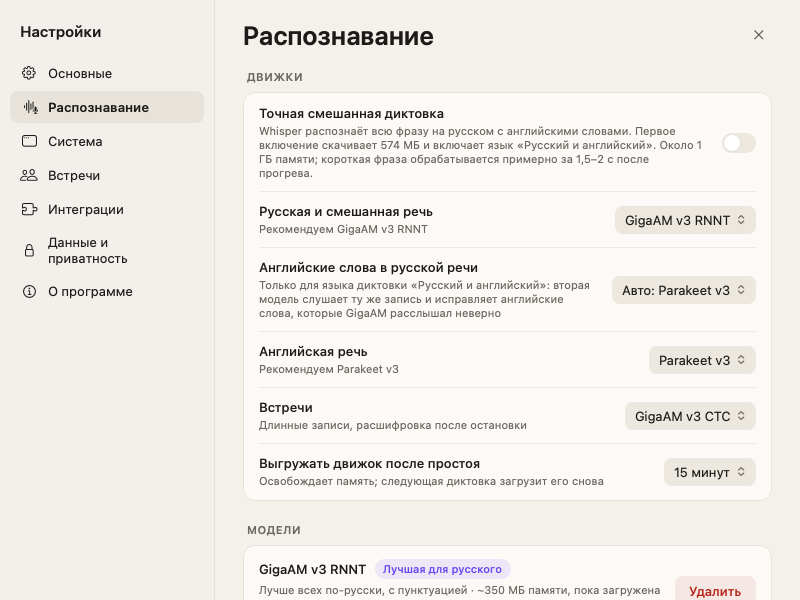 Настройки
Основные
Распознавание
Система
Встречи
Интеграции
Данные и
приватность
О программе
Распознавание
ДВИЖКИ
Точная смешанная диктовка
Whisper распознаёт всю фразу на русском с английскими словами. Первое
включение скачивает 574 МБ и включает язык «Русский и английский». Около 1
ГБ памяти; короткая фраза обрабатывается примерно за 1,5–2 с после
прогрева.
Русская и смешанная речь
Рекомендуем GigaAM v3 RNNT
GigaAM v3 RNNT
Английские слова в русской речи
Только для языка диктовки «Русский и английский»: вторая
модель слушает ту же запись и исправляет английские
слова, которые GigaAM расслышал неверно
Авто: Parakeet v3
Английская речь
Рекомендуем Parakeet v3
Parakeet v3
Встречи
Длинные записи, расшифровка после остановки
GigaAM v3 CTC
Выгружать движок после простоя
Освобождает память; следующая диктовка загрузит его снова
15 минут
МОДЕЛИ
GigaAM v3 RNNT Лучшая для русского
Лучше всех по-русски, с пунктуацией · ~350 МБ памяти, пока загружена
Удалить